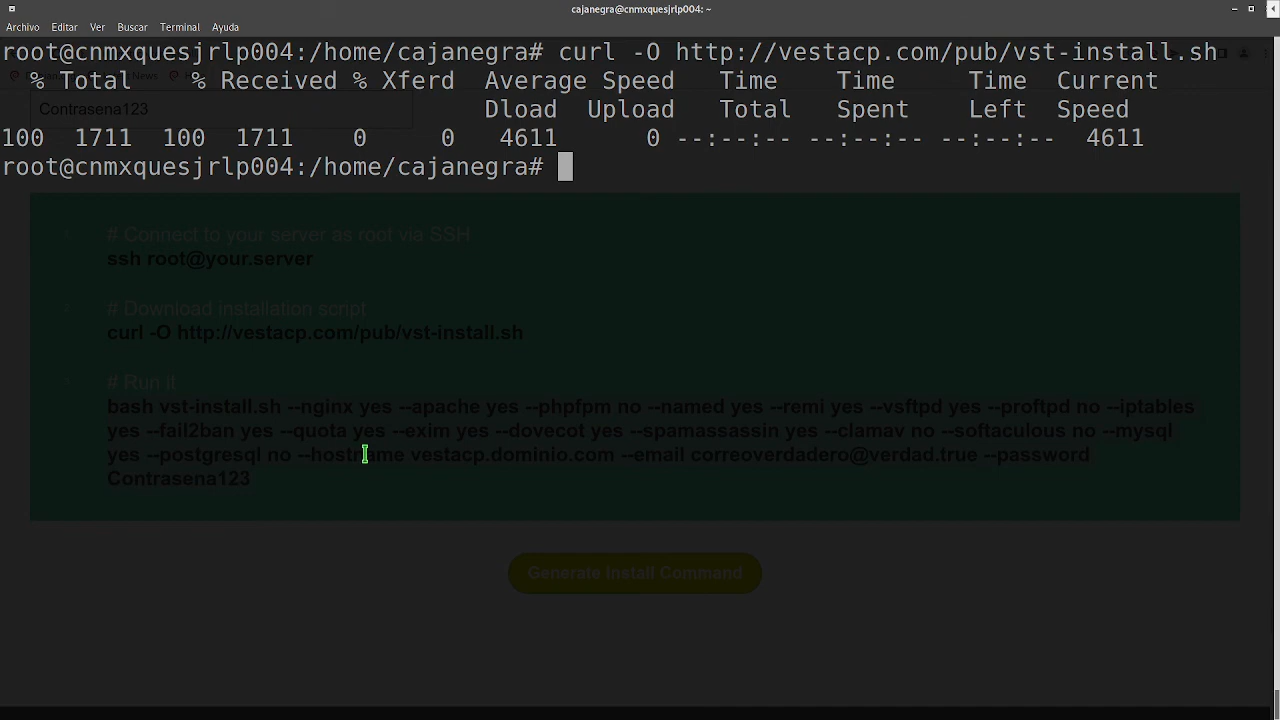 cajanegra@cnmxquesjrlp004: ~
Archivo Editar Ver Buscar Terminal Ayuda
root@cnmxquesjrlp004:/home/cajanegra# curl -O http://vestacp.com/pub/vst-install.sh
% Total % Received % Xferd Average Speed Time Time Time Current
Dload Upload Total Spent Left Speed
100 1711 100 1711 0 0 4611 0 --:--:-- --:--:-- --:--:-- 4611
root@cnmxquesjrlp004:/home/cajanegra#
Contrasena123
# Connect to your server as root via SSH
ssh root@your.server
# Download installation script
curl -O http://vestacp.com/pub/vst-install.sh
# Run it
bash vst-install.sh --nginx yes --apache yes --phpfpm no --named yes --remi yes --vsftpd yes --proftpd no --iptables
yes --fail2ban yes --quota yes --exim yes --dovecot yes --spamassassin yes --clamav no --softaculous no --mysql
yes --postgresql no --hostname vestacp.dominio.com --email correoverdadero@verdad.true --password
Contrasena123
Generate Install Command